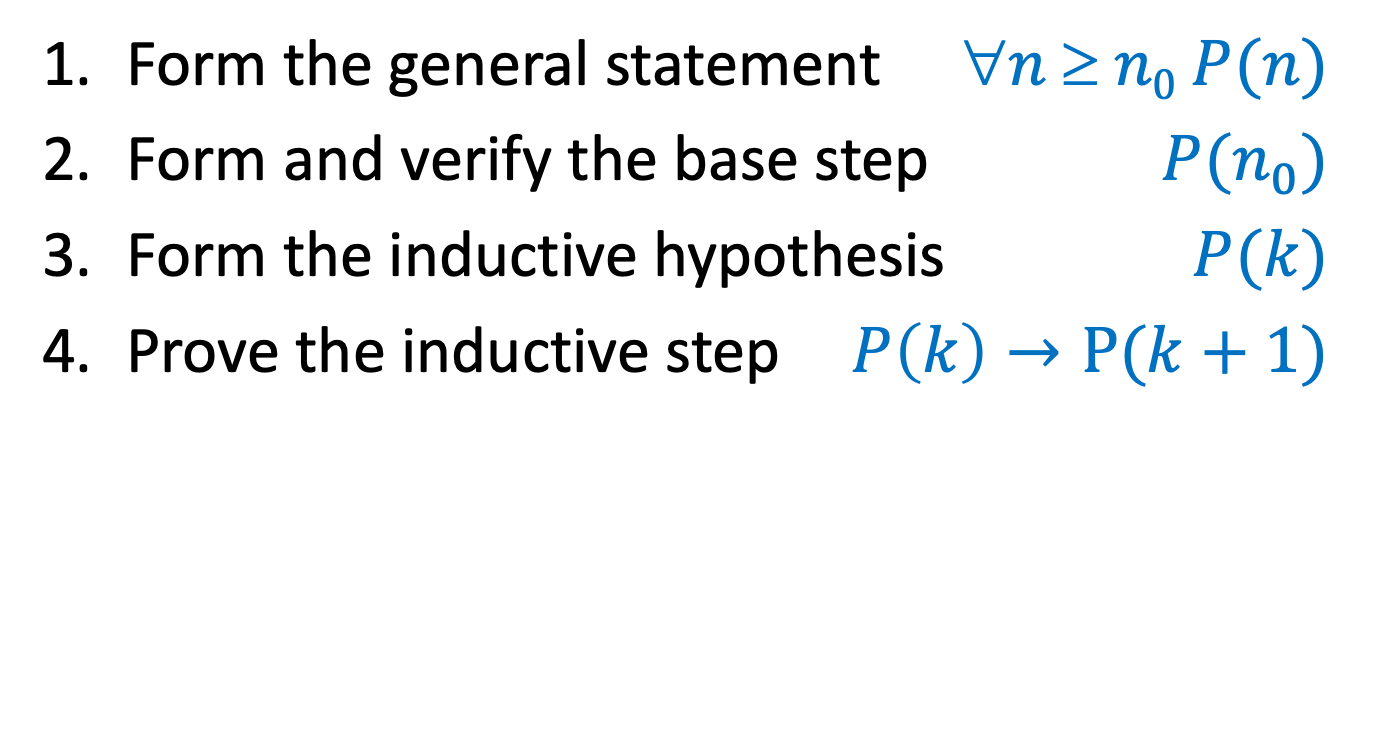 1. Form the general statement ∀n ≥ n₀ P(n)
2. Form and verify the base step P(n₀)
3. Form the inductive hypothesis P(k)
4. Prove the inductive step P(k) → P(k + 1)